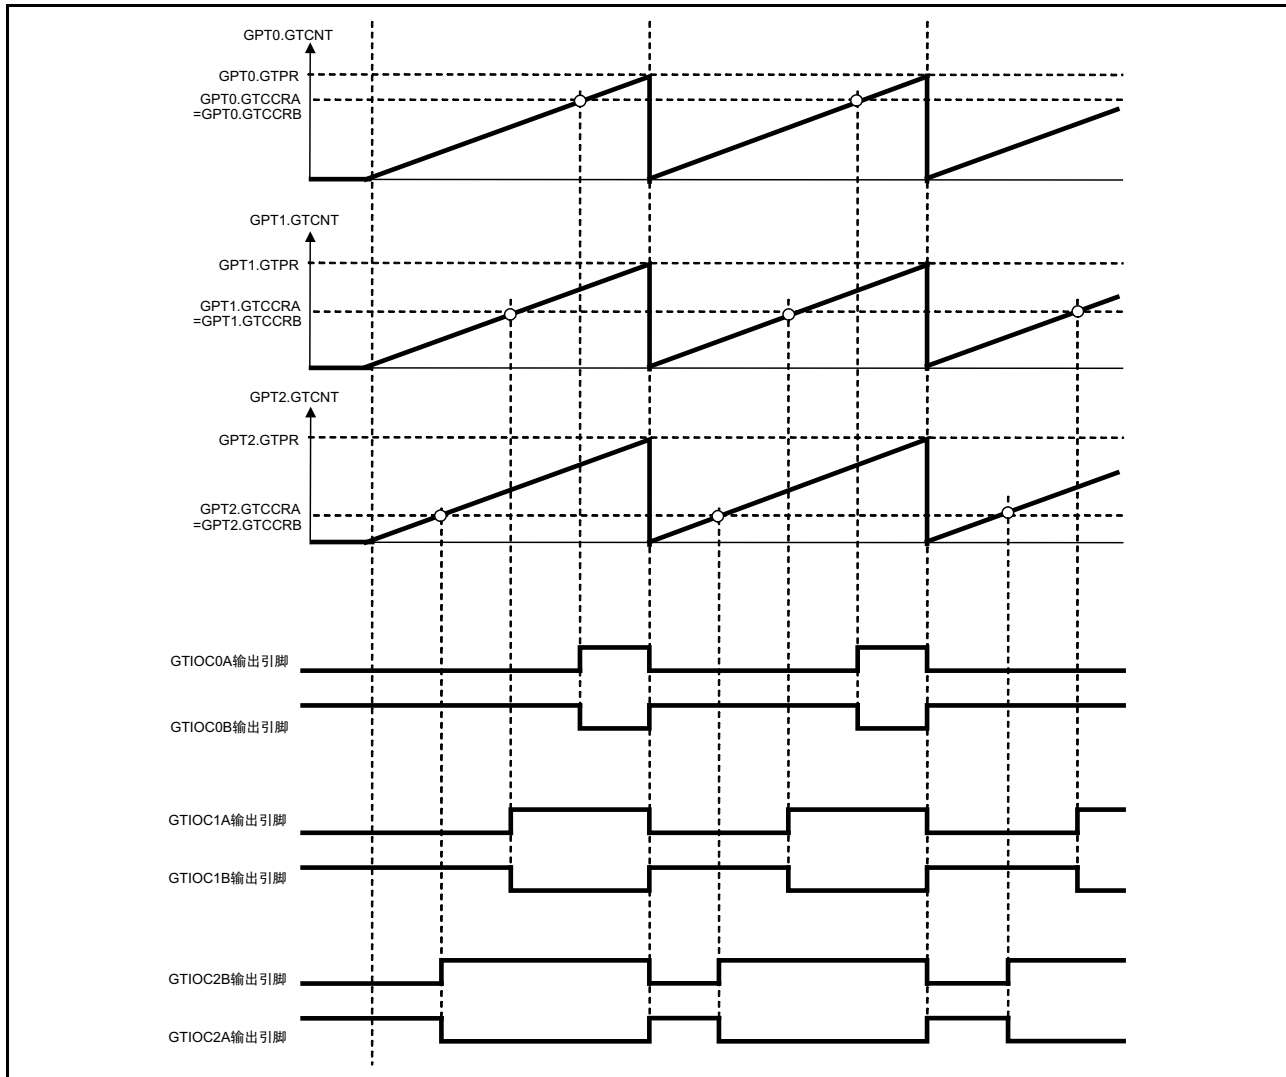 GPT0.GTCNT
GPT0.GTPR
GPT0.GTCCRA
=GPT0.GTCCRB
GPT1.GTCNT
GPT1.GTPR
GPT1.GTCCRA
=GPT1.GTCCRB
GPT2.GTCNT
GPT2.GTPR
GPT2.GTCCRA
=GPT2.GTCCRB
GTIOC0A输出引脚
GTIOC0B输出引脚
GTIOC1A输出引脚
GTIOC1B输出引脚
GTIOC2B输出引脚
GTIOC2A输出引脚